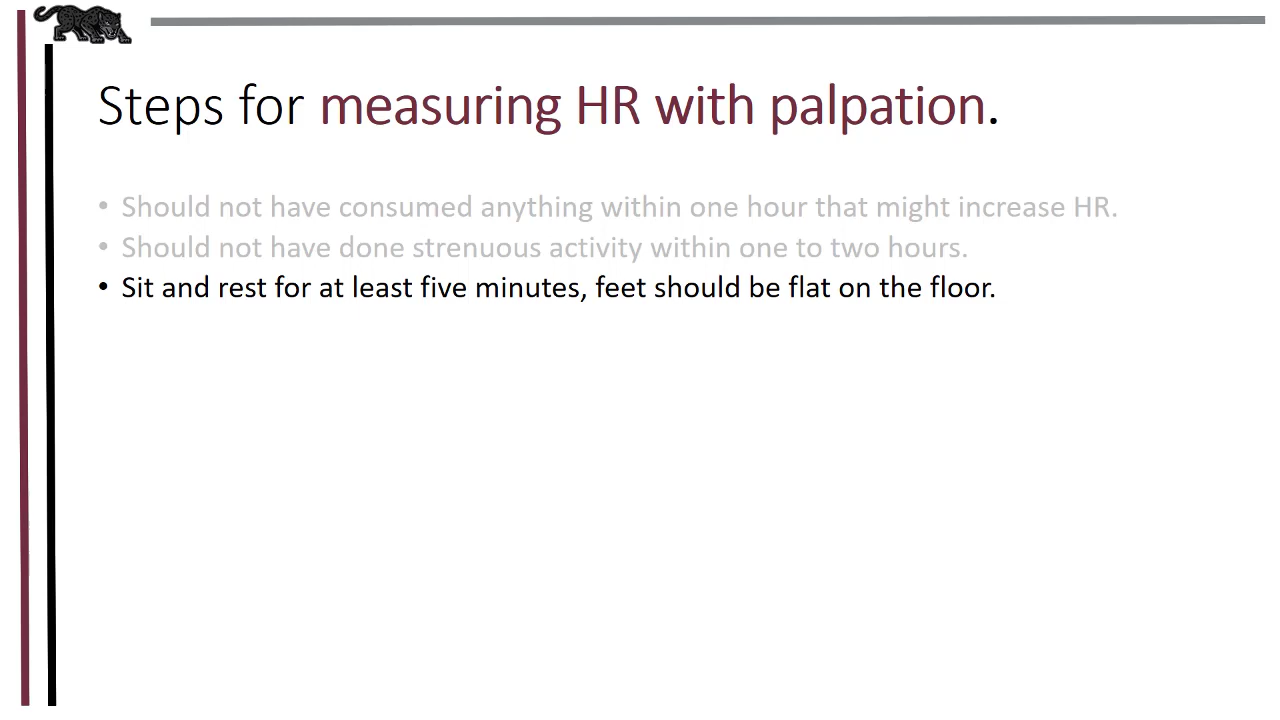 Steps for measuring HR with palpation.
• Should not have consumed anything within one hour that might increase HR.
• Should not have done strenuous activity within one to two hours.
• Sit and rest for at least five minutes, feet should be flat on the floor.